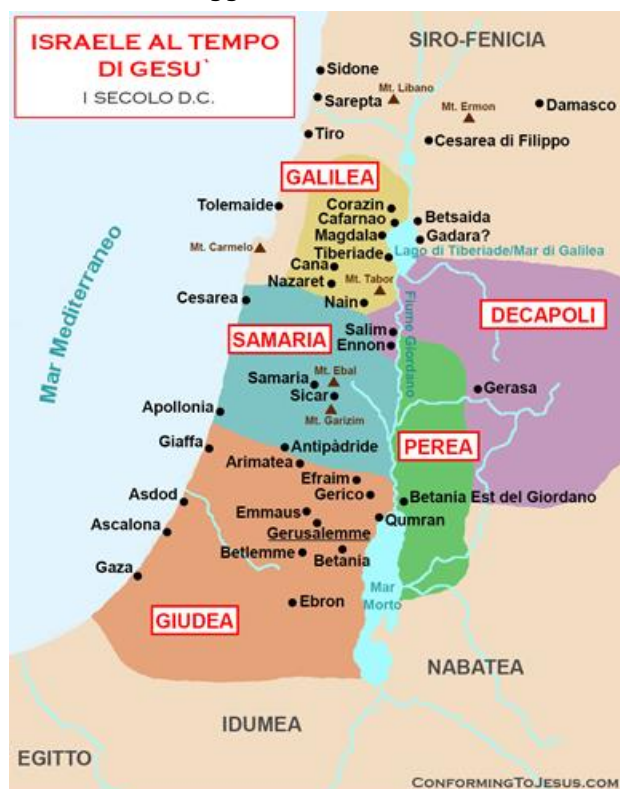 ISRAELE AL TEMPO
DI GESU`
I SECOLO D.C.
SIRO-FENICIA
Sidone
Mt. Libano
Sarepta
Mt. Ermon
Damasco
Tiro
Cesarea di Filippo
GALILEA
Tolemaide
Corazin
Cafarnao
Betsaida
Magdala
Gadara?
Mt. Carmelo
Tiberiade
Lago di Tiberiade/Mar di Galilea
Cana
Mt. Tabor
Nazaret
Cesarea
Nain
Mar Mediterraneo
Fiume Giordano
DECAPOLI
Salim
SAMARIA
Ennon
Mt. Ebal
Samaria
Sicar
Gerasa
Mt. Garizim
Apollonia
Giaffa
Antipàdride
PEREA
Arimatea
Efraim
Gerico
Asdod
Betania Est del Giordano
Emmaus
Qumran
Ascalona
Gerusalemme
Betlemme
Betania
Gaza
Mar
Morto
Ebron
GIUDEA
NABATEA
IDUMEA
EGITTO
CONFORMINGTOJESUS.COM